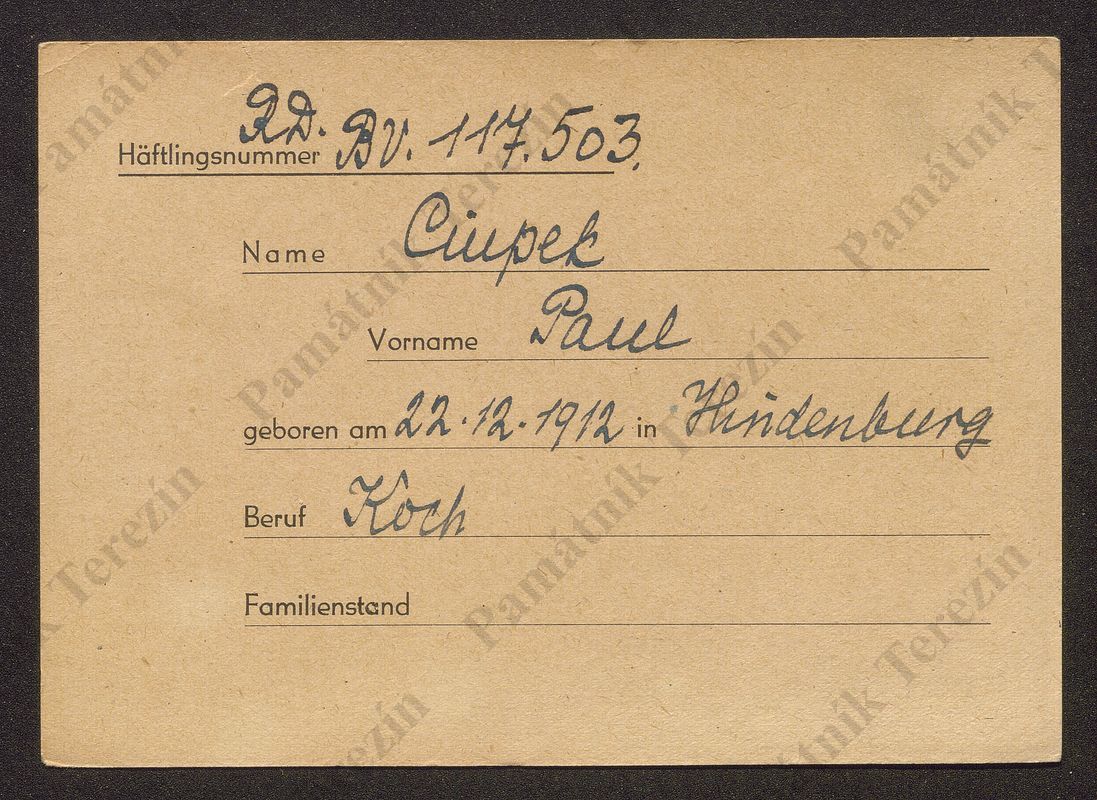 RD.
Häftlingsnummer BV. 117.503.
Name Ciupek
Vorname Paul
geboren am 22.12.1912 in Hindenburg
Beruf Koch
Familienstand
Památník Terezín